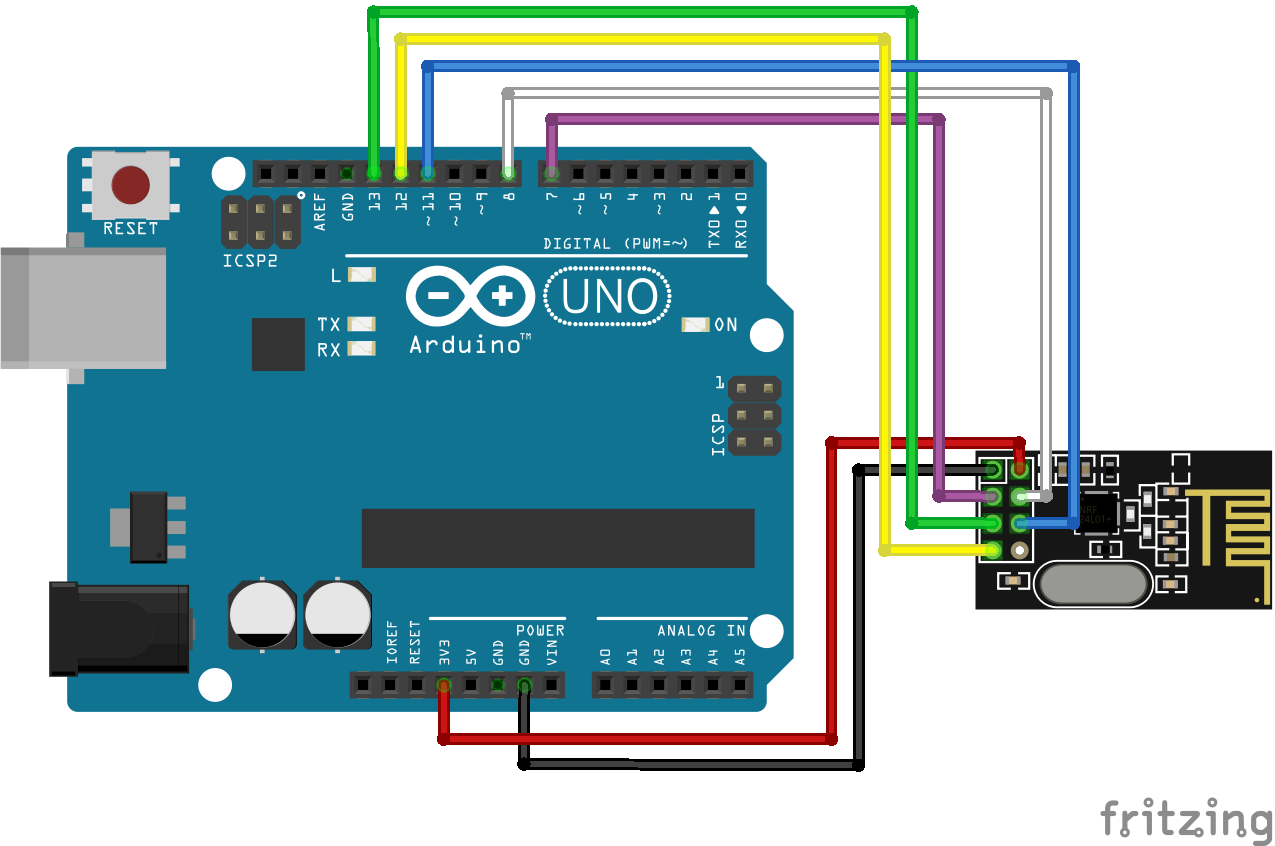 RESET
ICSP2
AREF
GND
13
12
~11
~10
~9
8
7
~6
~5
4
~3
2
TX0▶1
RX0◀0
DIGITAL (PWM=~)
L
TX
RX
UNO
Arduino™
ON
1
ICSP
NRF
24L01+
IOREF
RESET
3V3
5V
GND
GND
VIN
POWER
ANALOG IN
A0
A1
A2
A3
A4
A5
fritzing